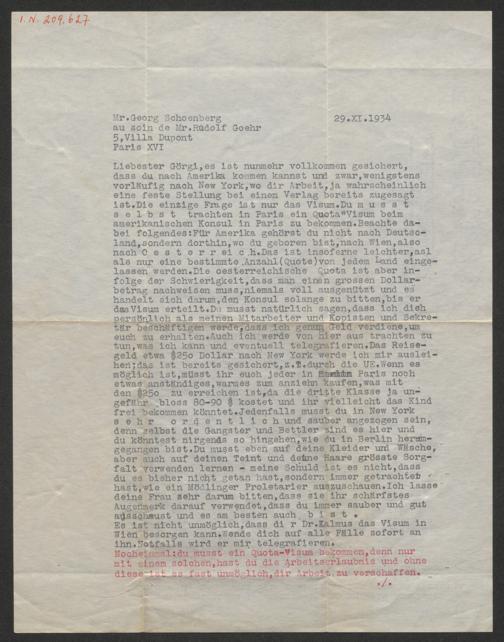 I.N. 209.627
Mr.Georg Schoenberg 29.XI.1934
au soin de Mr.Rudolf Goehr
5,Villa Dupont
Paris XVI
Liebester Görgi,es ist nunmehr vollkommen gesichert,
dass du nach Amerika kommen kannst und zwar,wenigstens
vorläufig nach New York,wo dir Arbeit,ja wahrscheinlich
eine feste Stellung bei einen Verlag bereits zugesagt
ist.Die einzige Frage ist nur das Visum.Du m u s s t
s e l b s t trachten in Paris ein Quota"Visum beim
amerikanischen Konsul in Paris zu bekommen.Beachte da-
bei folgendes:Für Amerika gehörst du nicht nach Deutsc-
land,sondern dorthin,wo du geboren bist,nach Wien,also
nach O e s t e r r e i c h.Das ist insoferne leichter,asl
als nur eine bestimmte Anzahl(Quote)von jedem Land einge-
lassen werden.Die oesterreichische Quota ist aber in-
folge der Schwierigkeit,dass man einen grossen Dollar-
betrag nachweisen muss,niemals voll ausgenützt und es
handelt sich darum,den Konsul solange zu bitten,bis er
das Visum erteilt.Du musst natürlich sagen,dass ich dich
persönlich als meinen Mitarbeiter und Kopisten und Sekre-
tär beschäftigen werde,dass ich genun Geld verdiene,um
euch zu erhalten.Auch ich werde von hier aus trachten zu
tun,was ich kann und eventuell telegrafieren.Das Reise-
geld etwa $250 Dollar nach New York werde ich mir auslei-
hen;das ist bereits gesichert,z.T.durch die UE.Wenn es
möglich ist,müsst ihr euch jeder in Paris noch
etwas anständiges,warmes zum anziehn kaufen,was mit
den $250 zu erreichen ist,da die dritte Klasse ja un-
gefähr bloss 80-90 $ kostet und ihr vielleicht das Kind
frei bekommen könntet.Jedenfalls musst du in New York
s e h r o r d e n t l i c h und sauber angezogen sein,
denn selbst die Gangster und Bettler sind es hier und
du könntest nirgends so hingehen,wie du in Berlin herum-
gegangen bist.Du musst eben auf deine Kleider und Wäsche,
aber auch auf deinen Teint und deine Haare grösste Sorg-
falt verwenden lernen - meine Schuld ist es nicht,dass
du es bisher nicht getan hast,sondern immer getrachtet
hast,wie ein Mödlinger Proletarier auszuschauen.Ich lasse
deine Frau sehr darum bitten,dass sie ihr schärfstes
Augenmerk darauf verwendet,dass du immer sauber und gut
ausschaust und es am besten auch b i s t .
Es ist nicht unmöglich,dass di r Dr.Kalmus das Visum in
Wien besorgen kann.Wende dich auf alle Fälle sofort an
ihn.Notfalls wird er mir telegrafieren.
Nocheinmal:du musst ein Quota-Visum bekommen,denn nur
mit einem solchen,hast du die Arbeitserlaubnis und ohne
diese ist es fast unmöglich,dir Arbeit zu verschaffen.
./.